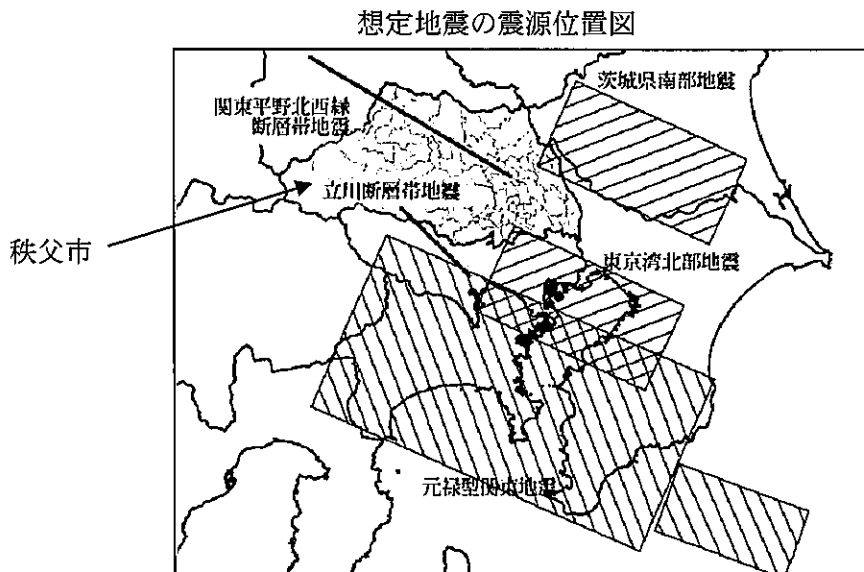 想定地震の震源位置図
茨城県南部地震
関東平野北西縁
断層帯地震
立川断層帯地震
秩父市
東京湾北部地震
元禄型関東地震